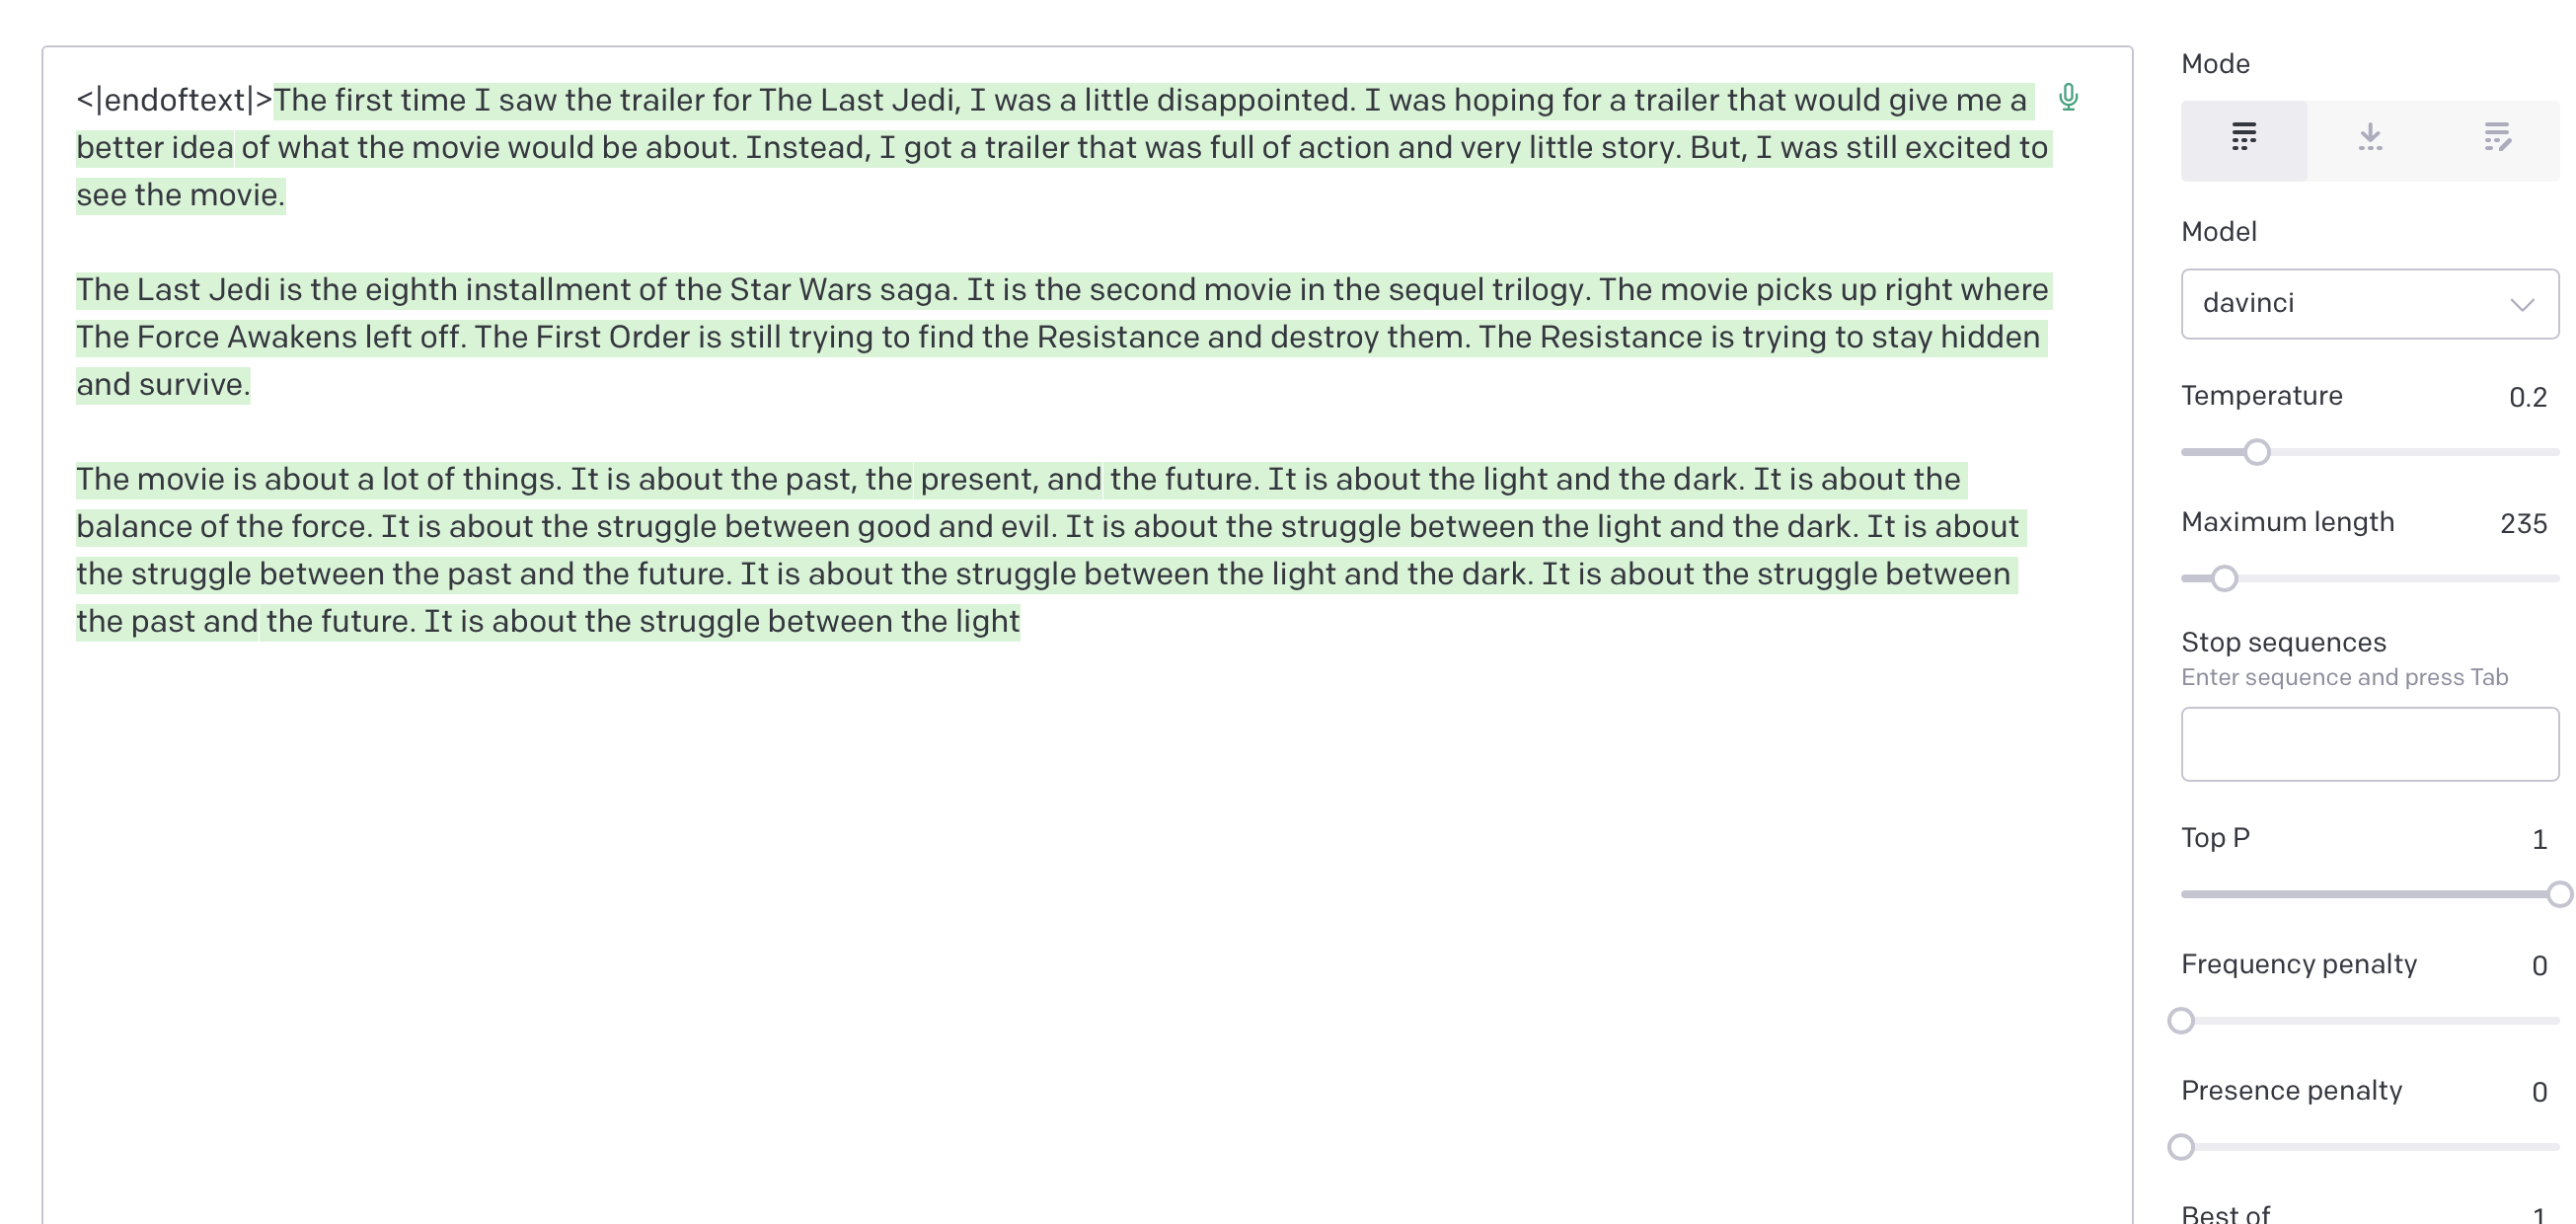 <|endoftext|>The first time I saw the trailer for The Last Jedi, I was a little disappointed. I was hoping for a trailer that would give me a
better idea of what the movie would be about. Instead, I got a trailer that was full of action and very little story. But, I was still excited to
see the movie.
The Last Jedi is the eighth installment of the Star Wars saga. It is the second movie in the sequel trilogy. The movie picks up right where
The Force Awakens left off. The First Order is still trying to find the Resistance and destroy them. The Resistance is trying to stay hidden
and survive.
The movie is about a lot of things. It is about the past, the present, and the future. It is about the light and the dark. It is about the
balance of the force. It is about the struggle between good and evil. It is about the struggle between the light and the dark. It is about
the struggle between the past and the future. It is about the struggle between the light and the dark. It is about the struggle between
the past and the future. It is about the struggle between the light
Mode
Model
davinci
Temperature 0.2
Maximum length 235
Stop sequences
Enter sequence and press Tab
Top P 1
Frequency penalty 0
Presence penalty 0
Best of 1